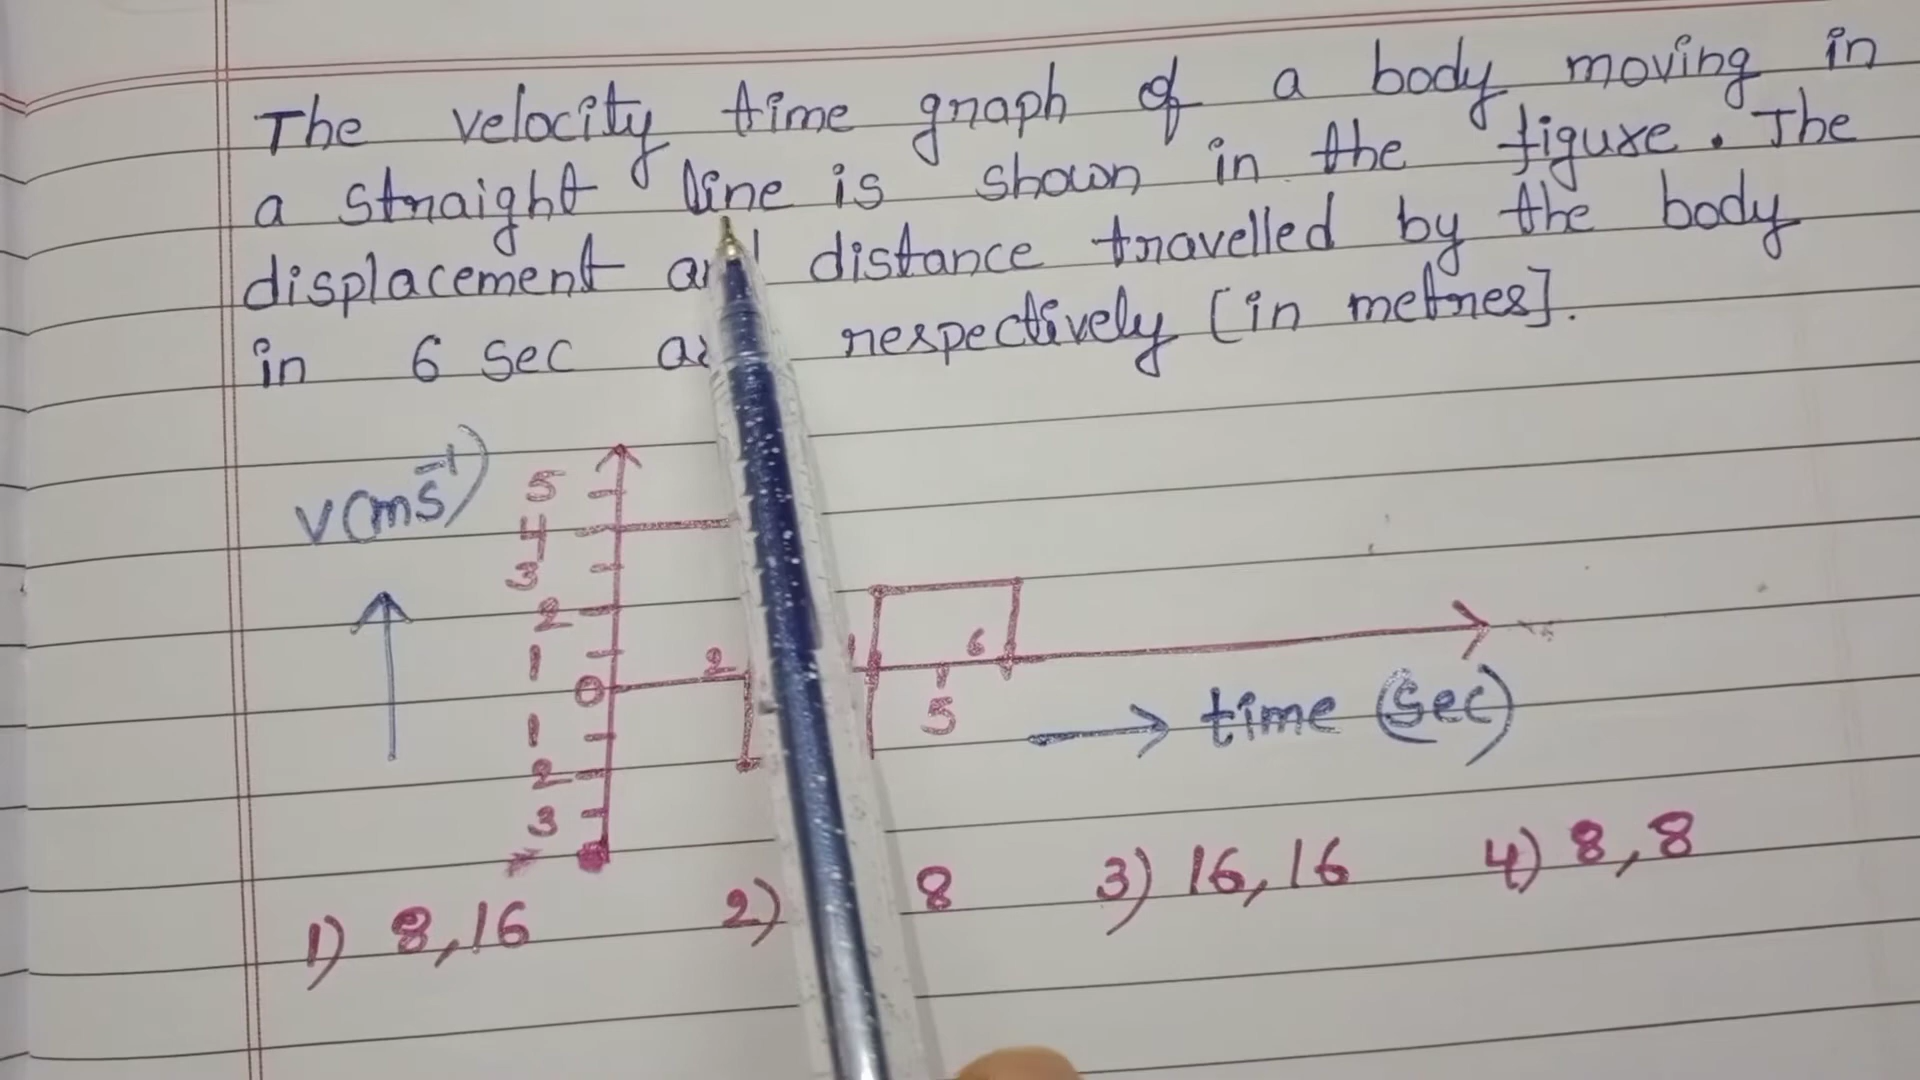 The velocity time graph of a body moving in
a straight line is shown in the figure. The
displacement distance travelled by the body
in 6 sec respectively [in metres].
v(ms⁻¹)
5
4
3
2
1
0
1
2
3
2
6
5
time (sec)
1) 8,16 2) 8 3) 16,16 4) 8,8